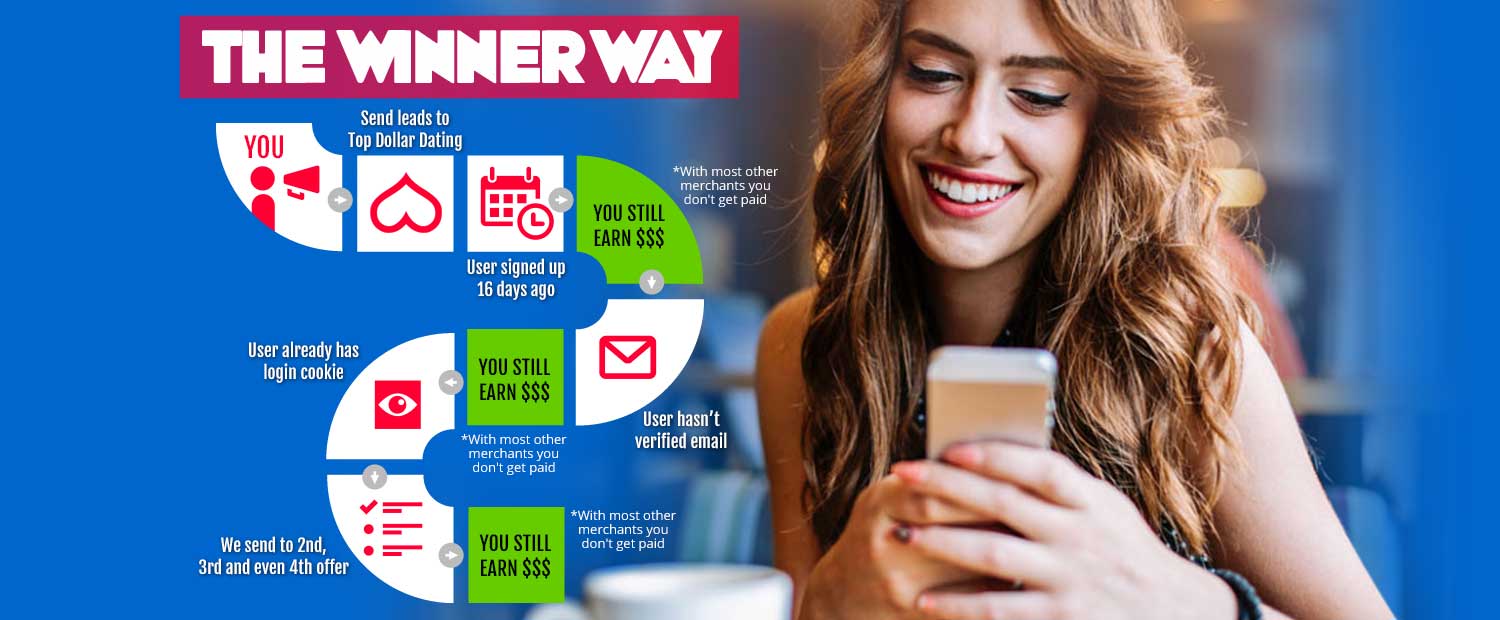 THE WINNER WAY
Send leads to
Top Dollar Dating
YOU
*With most other
merchants you
don't get paid
YOU STILL
EARN $$$
User signed up
16 days ago
User already has
login cookie
YOU STILL
EARN $$$
User hasn't
verified email
*With most other
merchants you
don't get paid
We send to 2nd,
3rd and even 4th offer
YOU STILL
EARN $$$
*With most other
merchants you
don't get paid